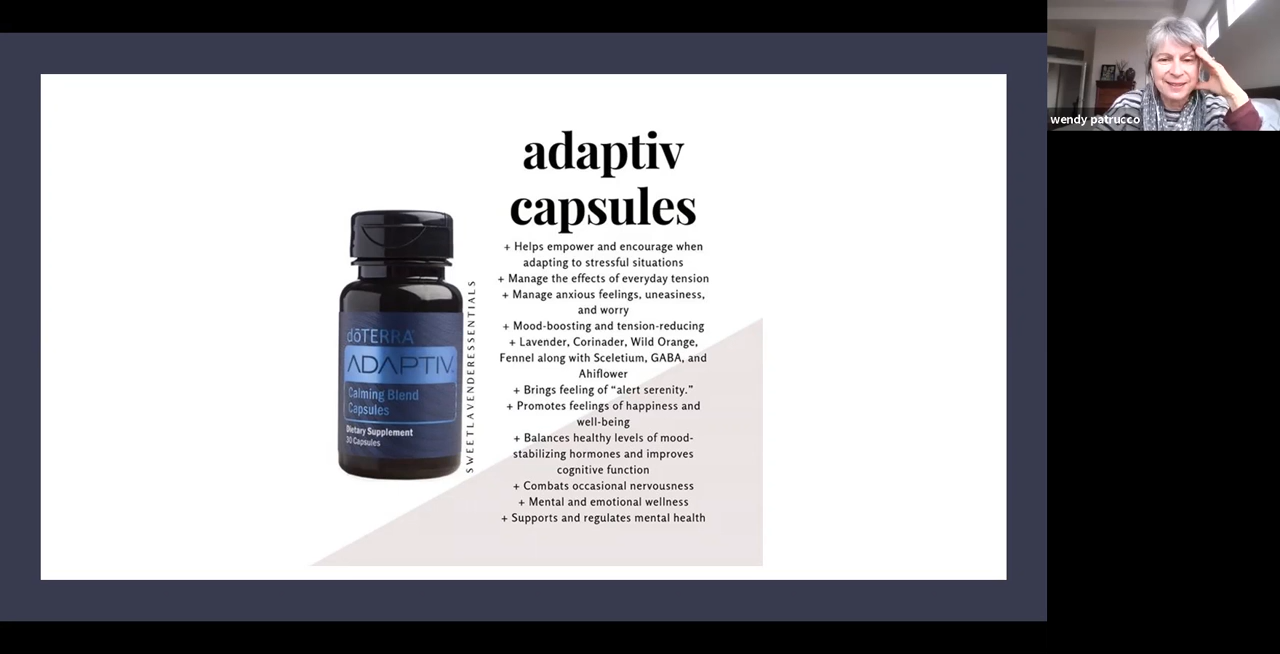 adaptiv
capsules
+ Helps empower and encourage when
adapting to stressful situations
+ Manage the effects of everyday tension
+ Manage anxious feelings, uneasiness,
and worry
+ Mood-boosting and tension-reducing
+ Lavender, Corinader, Wild Orange,
Fennel along with Sceletium, GABA, and
Ahiflower
+ Brings feeling of “alert serenity.”
+ Promotes feelings of happiness and
well-being
+ Balances healthy levels of mood-
stabilizing hormones and improves
cognitive function
+ Combats occasional nervousness
+ Mental and emotional wellness
+ Supports and regulates mental health
SWEETLAVENDERESSENTIALS
dōTERRA
ADAPTIV
Calming Blend
Capsules
Dietary Supplement
30 Capsules
wendy patrucco